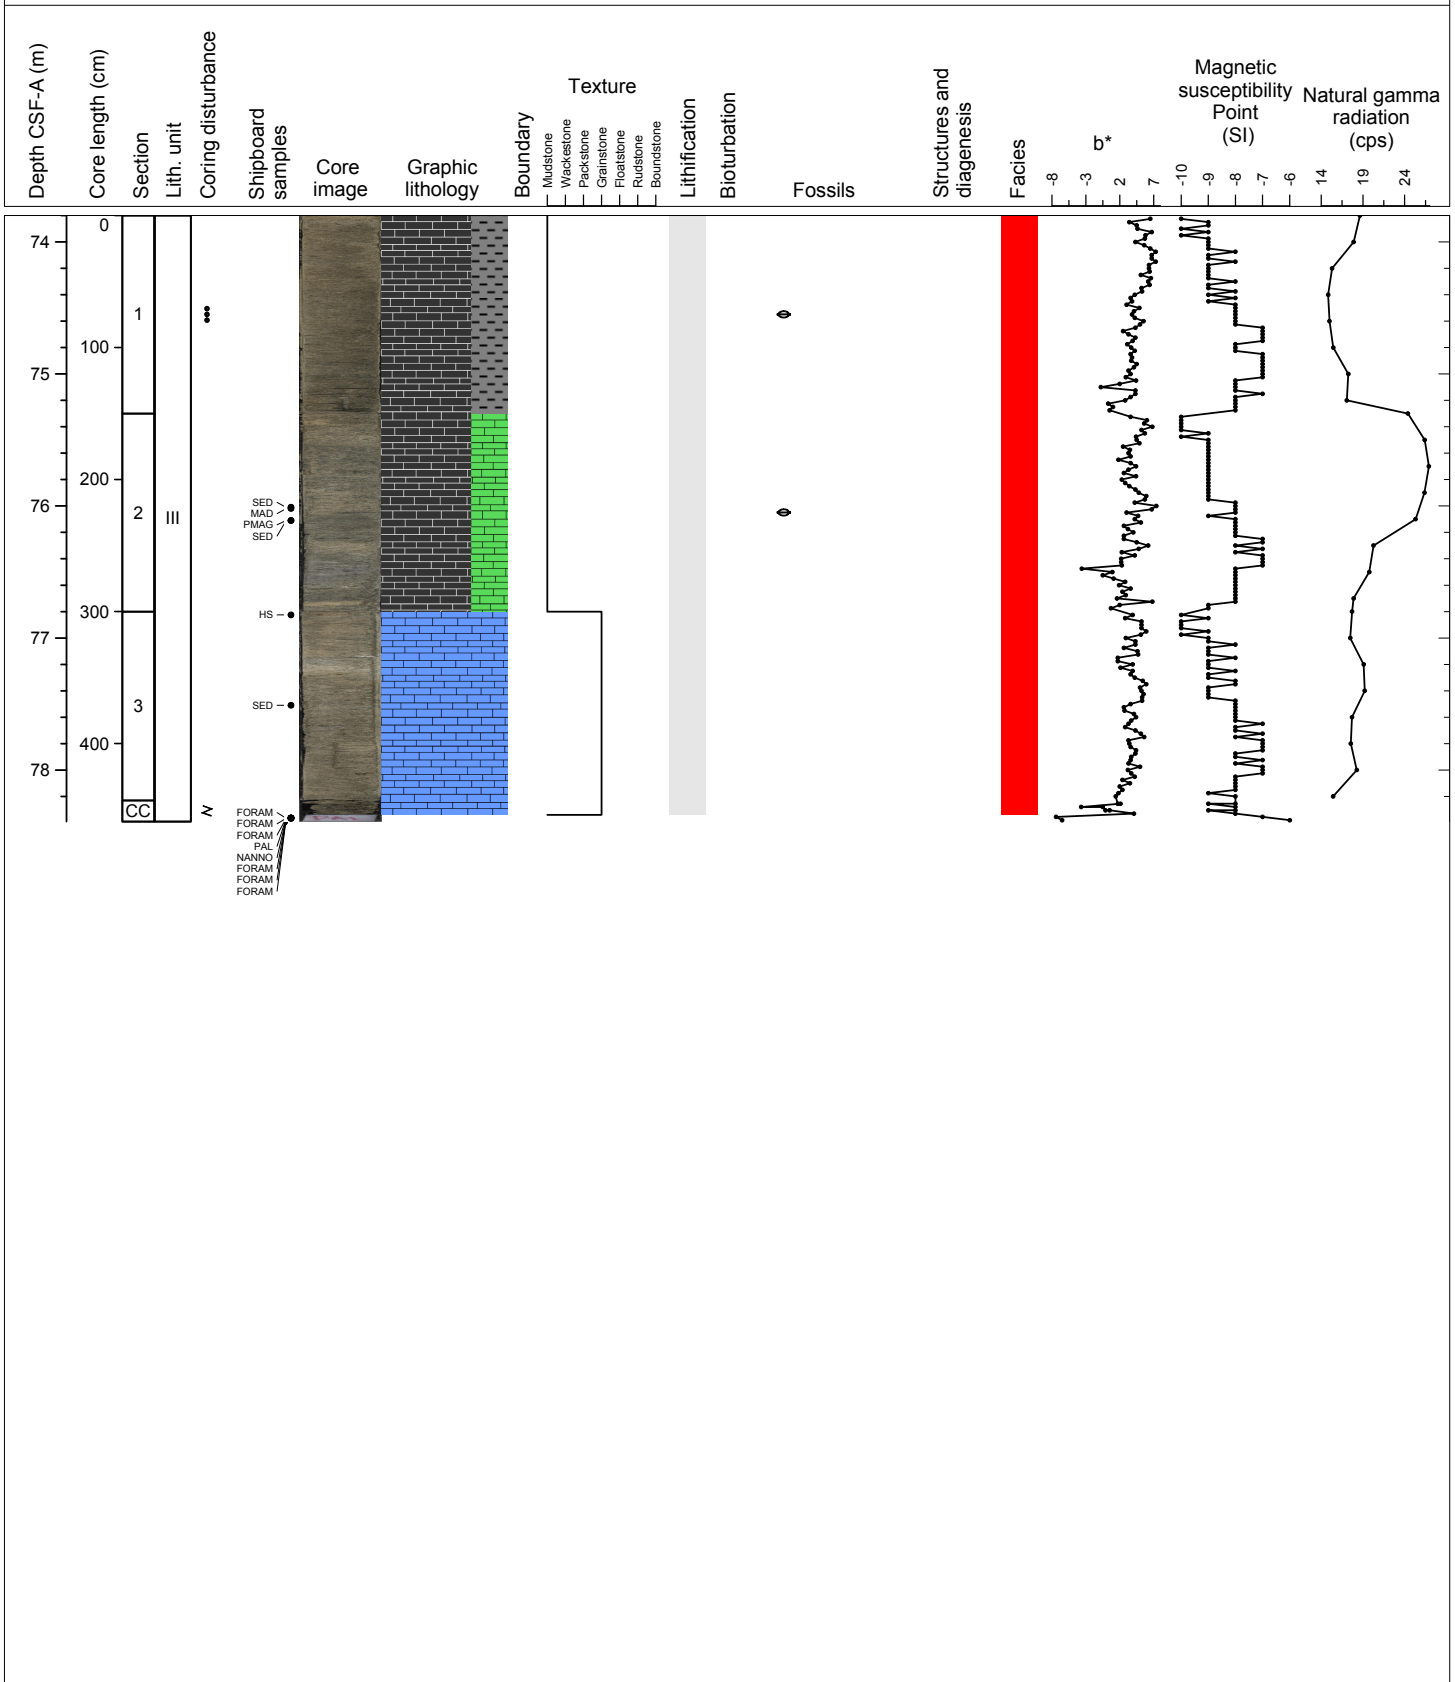 Depth CSF-A (m)
Core length (cm)
Section
Lith. unit
Coring disturbance
Shipboard
samples
Core
image
Graphic
lithology
Boundary
Texture
Mudstone
Wackestone
Packstone
Grainstone
Floatstone
Rudstone
Boundstone
Lithification
Bioturbation
Fossils
Structures and
diagenesis
Facies
b*
-8
-3
2
7
Magnetic
susceptibility
Point
(SI)
-10
-9
-8
-7
-6
Natural gamma
radiation
(cps)
14
19
24
0
74
1
100
75
200
SED
MAD
76
2
III
PMAG
SED
300
HS
77
3
SED
400
78
CC
FORAM
FORAM
FORAM
PAL
NANNO
FORAM
FORAM
FORAM